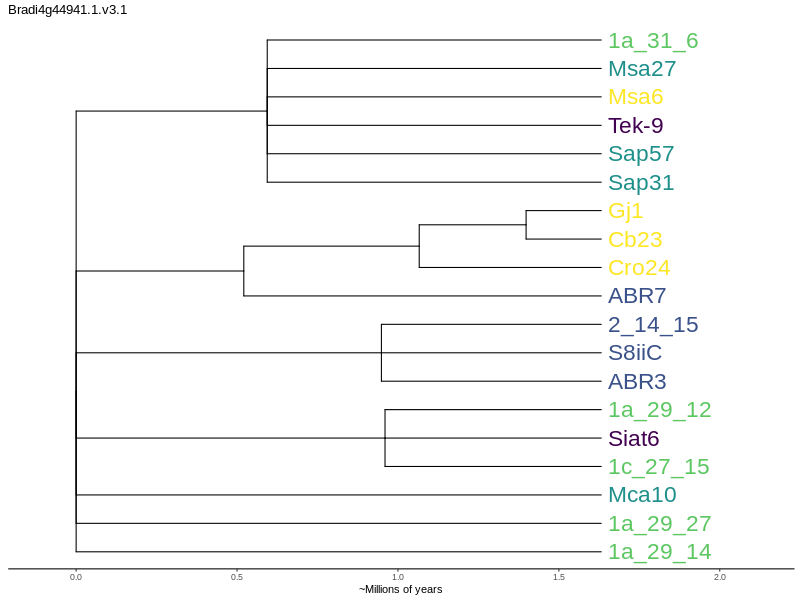 Bradi4g44941.1.v3.1
1a_31_6
Msa27
Msa6
Tek-9
Sap57
Sap31
Gj1
Cb23
Cro24
ABR7
2_14_15
S8iiC
ABR3
1a_29_12
Siat6
1c_27_15
Mca10
1a_29_27
1a_29_14
0.0 0.5 1.0 1.5 2.0
~Millions of years